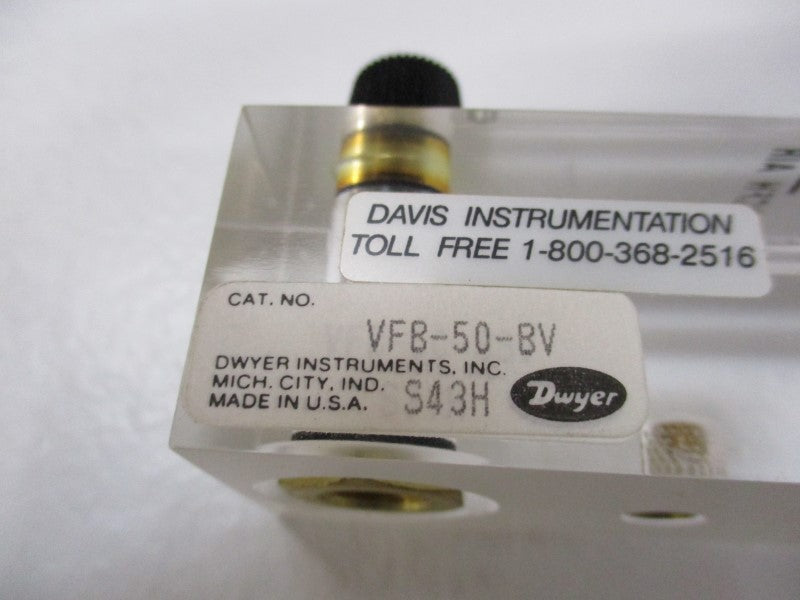 DAVIS INSTRUMENTATION
TOLL FREE 1-800-368-2516
CAT. NO.
VFB-50-BV
DWYER INSTRUMENTS, INC.
MICH. CITY, IND.
MADE IN U.S.A. S43H
Dwyer